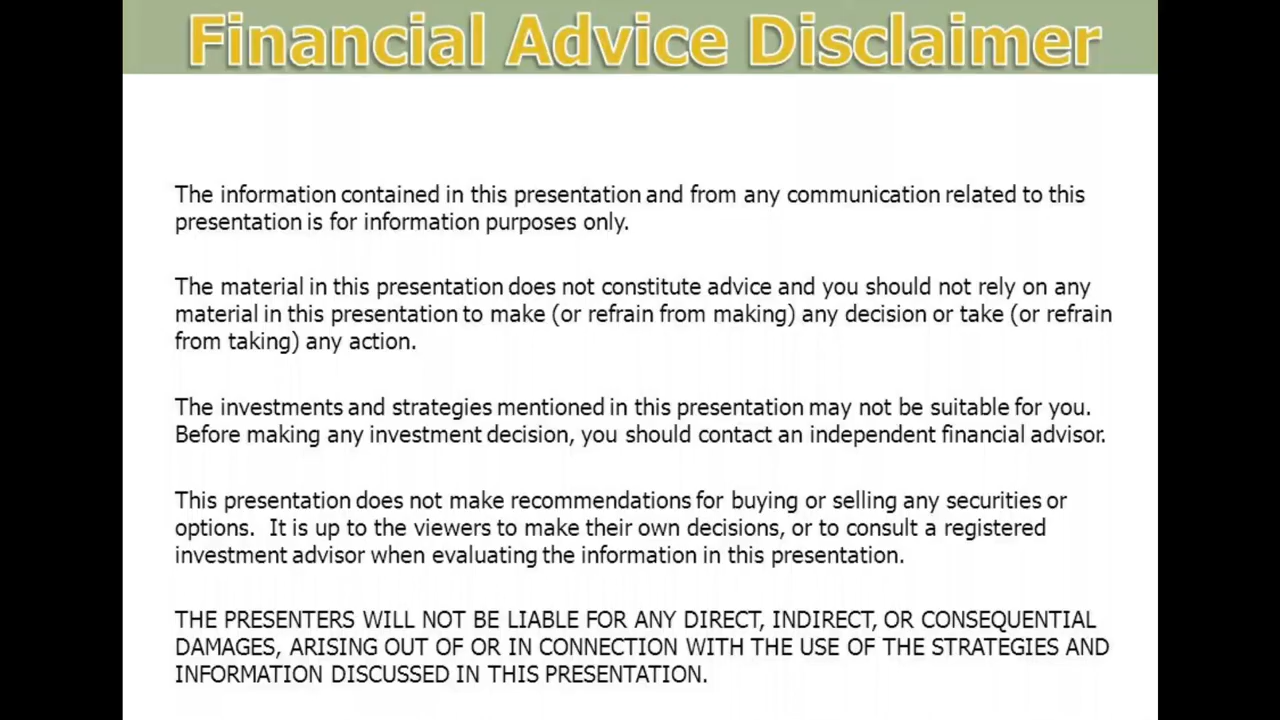 Financial Advice Disclaimer
The information contained in this presentation and from any communication related to this
presentation is for information purposes only.
The material in this presentation does not constitute advice and you should not rely on any
material in this presentation to make (or refrain from making) any decision or take (or refrain
from taking) any action.
The investments and strategies mentioned in this presentation may not be suitable for you.
Before making any investment decision, you should contact an independent financial advisor.
This presentation does not make recommendations for buying or selling any securities or
options.  It is up to the viewers to make their own decisions, or to consult a registered
investment advisor when evaluating the information in this presentation.
THE PRESENTERS WILL NOT BE LIABLE FOR ANY DIRECT, INDIRECT, OR CONSEQUENTIAL
DAMAGES, ARISING OUT OF OR IN CONNECTION WITH THE USE OF THE STRATEGIES AND
INFORMATION DISCUSSED IN THIS PRESENTATION.